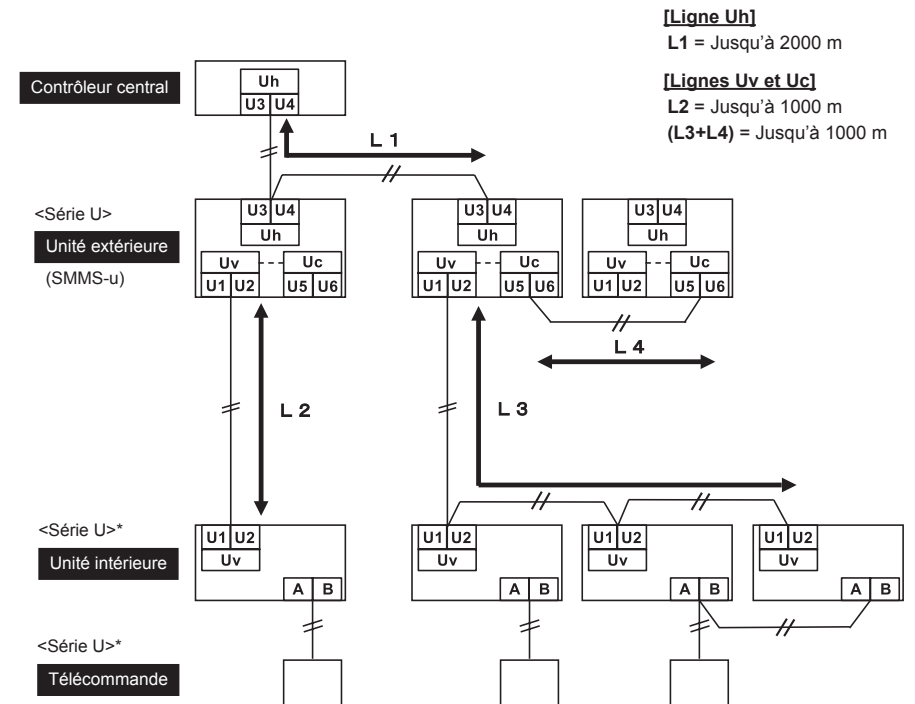 [Ligne Uh]
L1 = Jusqu'à 2000 m
[Lignes Uv et Uc]
L2 = Jusqu'à 1000 m
(L3+L4) = Jusqu'à 1000 m
Contrôleur central
Uh
U3 U4
L 1
<Série U>
Unité extérieure
(SMMS-u)
U3 U4
Uh
Uv Uc
U1 U2 U5 U6
U3 U4
Uh
Uv Uc
U1 U2 U5 U6
U3 U4
Uh
Uv Uc
U1 U2 U5 U6
L 4
L 2
L 3
<Série U>*
Unité intérieure
U1 U2
Uv
A B
U1 U2
Uv
A B
U1 U2
Uv
A B
U1 U2
Uv
A B
<Série U>*
Télécommande